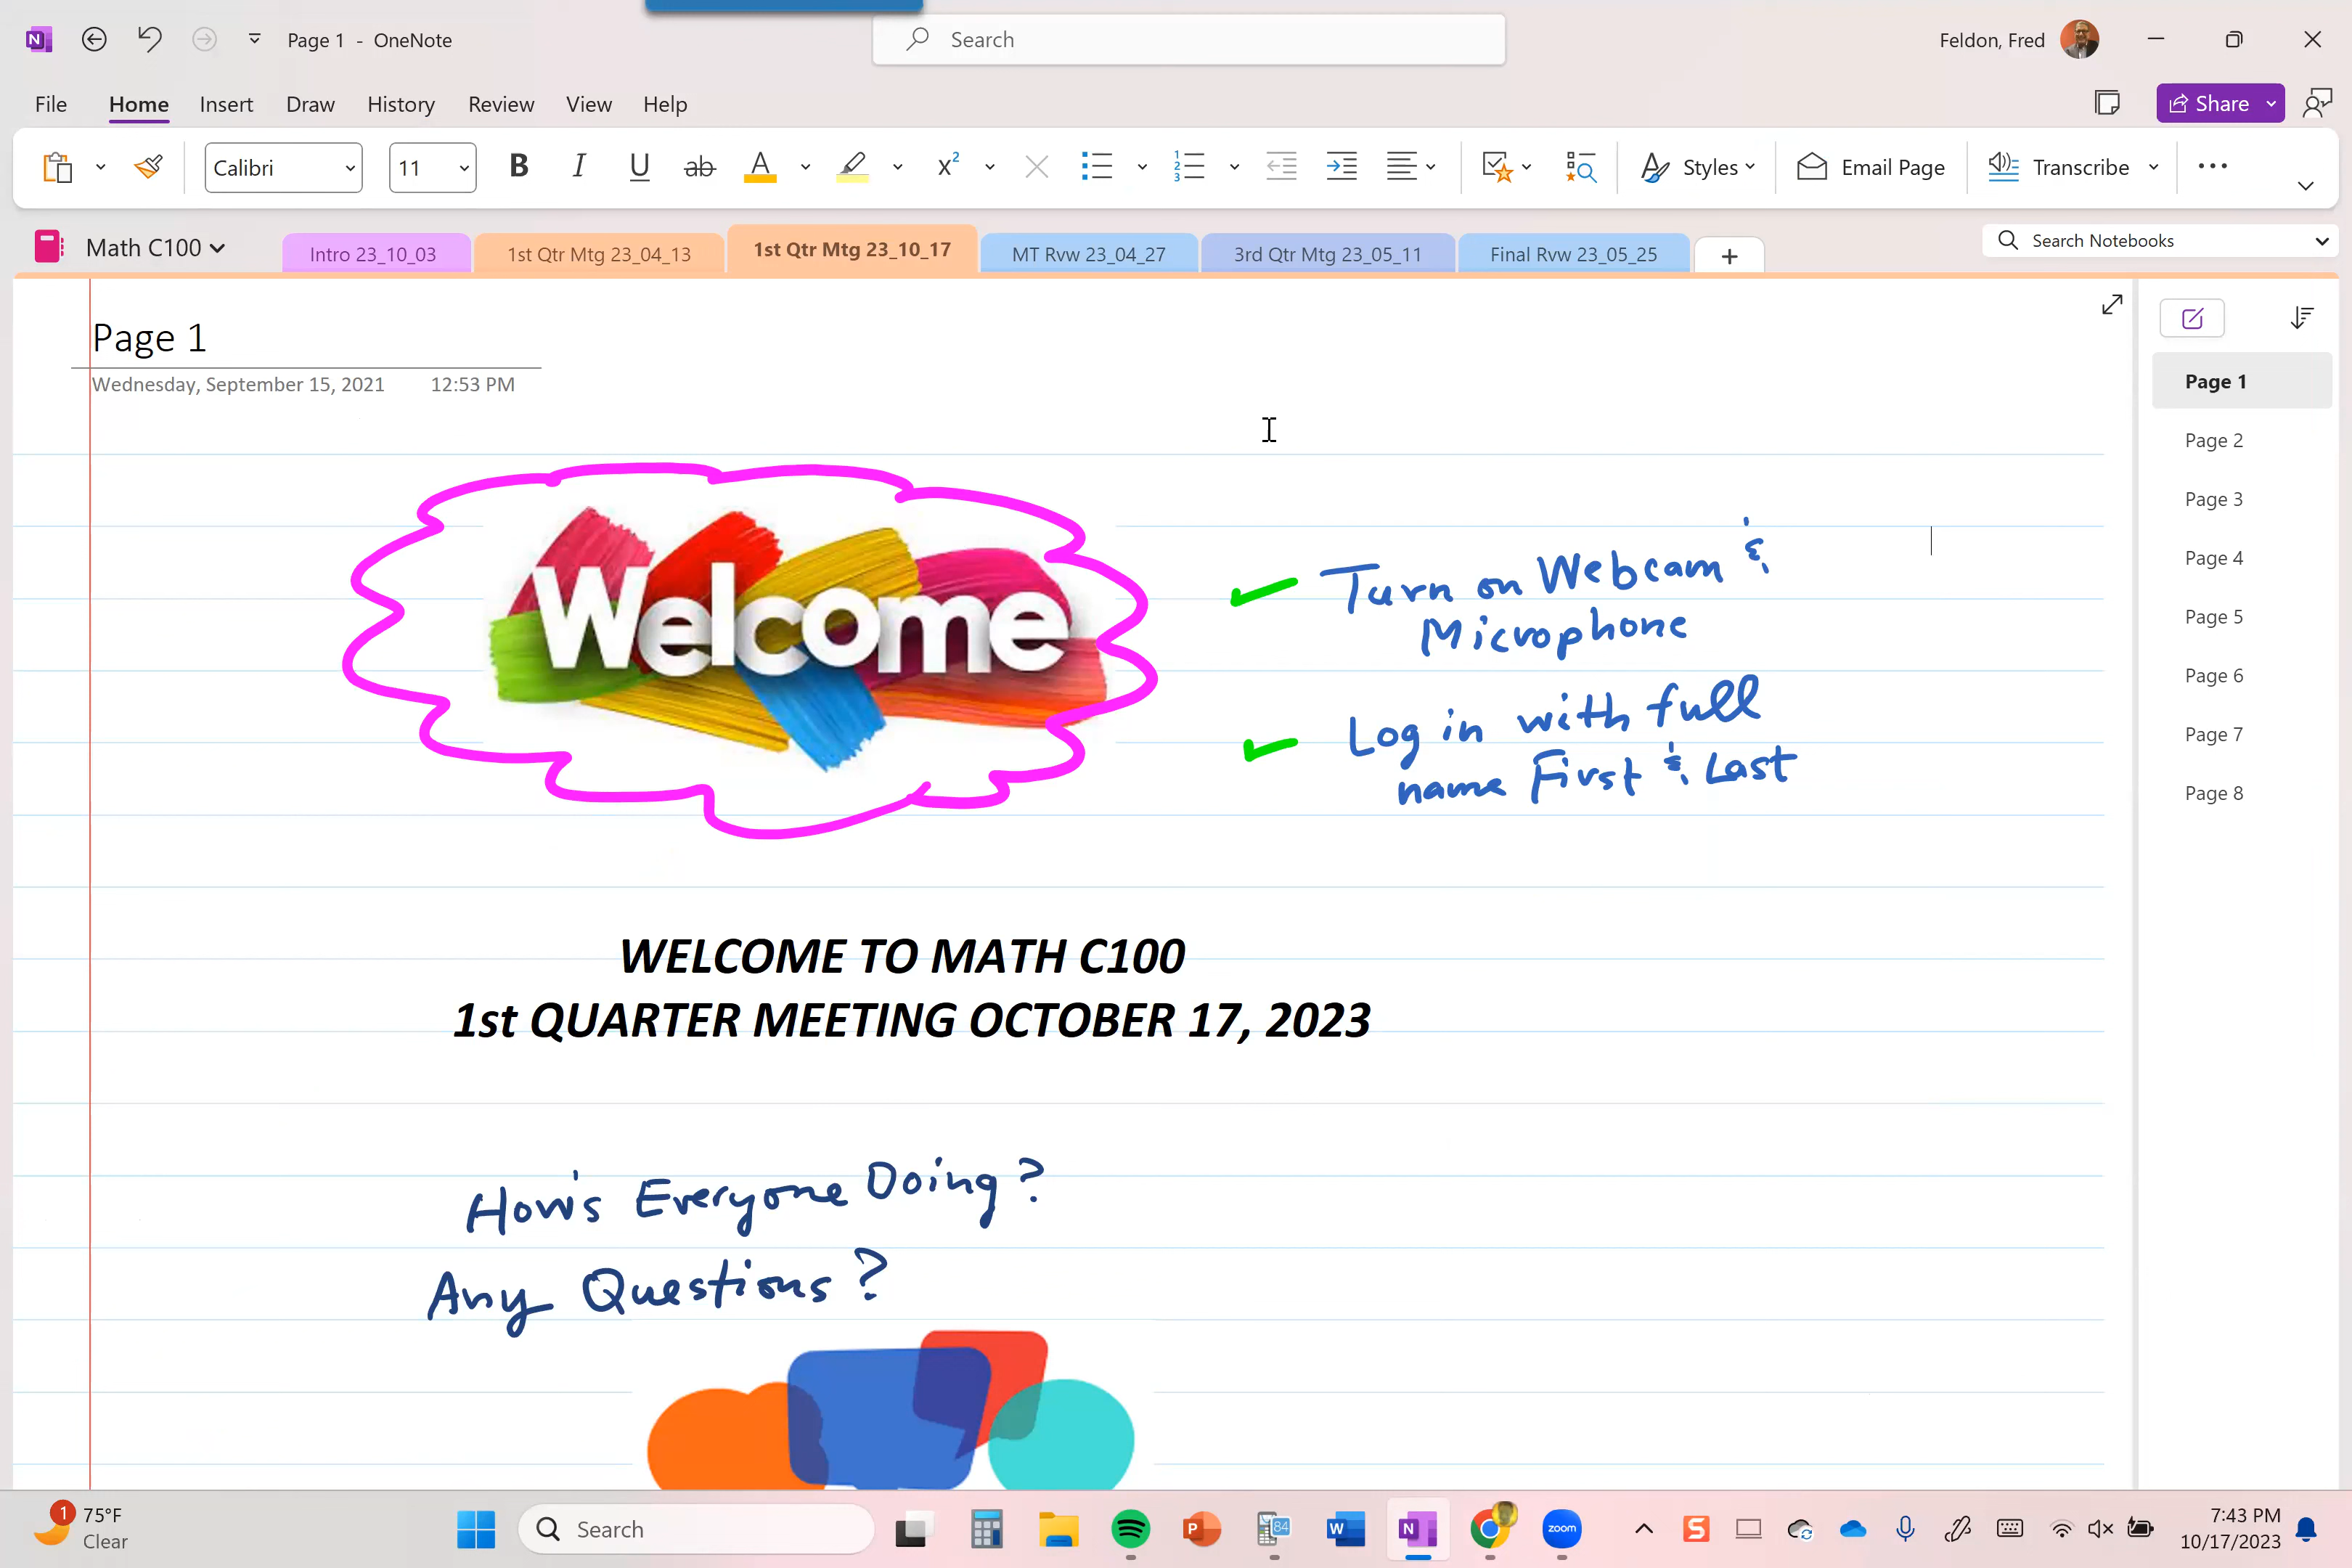 Page 1 - OneNote
Search
Feldon, Fred
File Home Insert Draw History Review View Help
Share
Calibri
11
B I U ab A x²
Styles
Email Page
Transcribe
Math C100
Intro 23_10_03
1st Qtr Mtg 23_04_13
1st Qtr Mtg 23_10_17
MT Rvw 23_04_27
3rd Qtr Mtg 23_05_11
Final Rvw 23_05_25
+
Search Notebooks
Page 1
Wednesday, September 15, 2021 12:53 PM
Welcome
Turn on Webcam &
Microphone
Log in with full
name First & Last
WELCOME TO MATH C100
1st QUARTER MEETING OCTOBER 17, 2023
How's Everyone Doing?
Any Questions?
Page 1
Page 2
Page 3
Page 4
Page 5
Page 6
Page 7
Page 8
1
75°F
Clear
Search
P
84
W
N
zoom
S
7:43 PM
10/17/2023